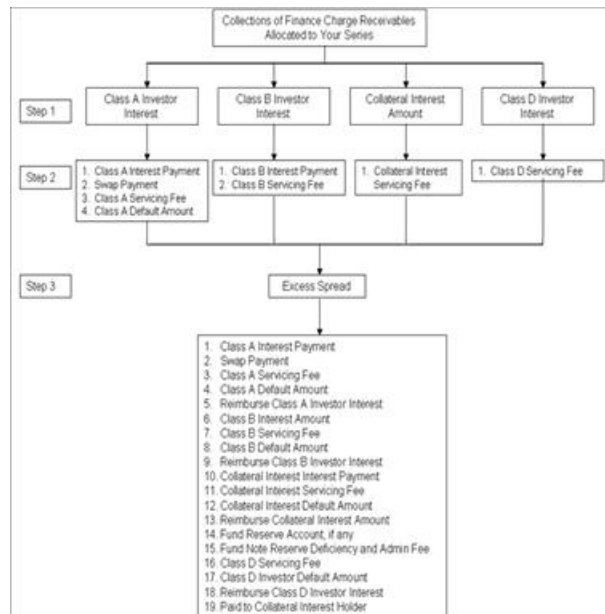 Collections of Finance Charge Receivables
Allocated to Your Series
Step 1
Class A Investor
Interest
Class B Investor
Interest
Collateral Interest
Amount
Class D Investor
Interest
Step 2
1. Class A Interest Payment
2. Swap Payment
3. Class A Servicing Fee
4. Class A Default Amount
1. Class B Interest Payment
2. Class B Servicing Fee
1. Collateral Interest
Servicing Fee
1. Class D Servicing Fee
Step 3
Excess Spread
1. Class A Interest Payment
2. Swap Payment
3. Class A Servicing Fee
4. Class A Default Amount
5. Reimburse Class A Investor Interest
6. Class B Interest Amount
7. Class B Servicing Fee
8. Class B Default Amount
9. Reimburse Class B Investor Interest
10. Collateral Interest Interest Payment
11. Collateral Interest Servicing Fee
12. Collateral Interest Default Amount
13. Reimburse Collateral Interest Amount
14. Fund Reserve Account, if any
15. Fund Note Reserve Deficiency and Admin Fee
16. Class D Servicing Fee
17. Class D Investor Default Amount
18. Reimburse Class D Investor Interest
19. Paid to Collateral Interest Holder